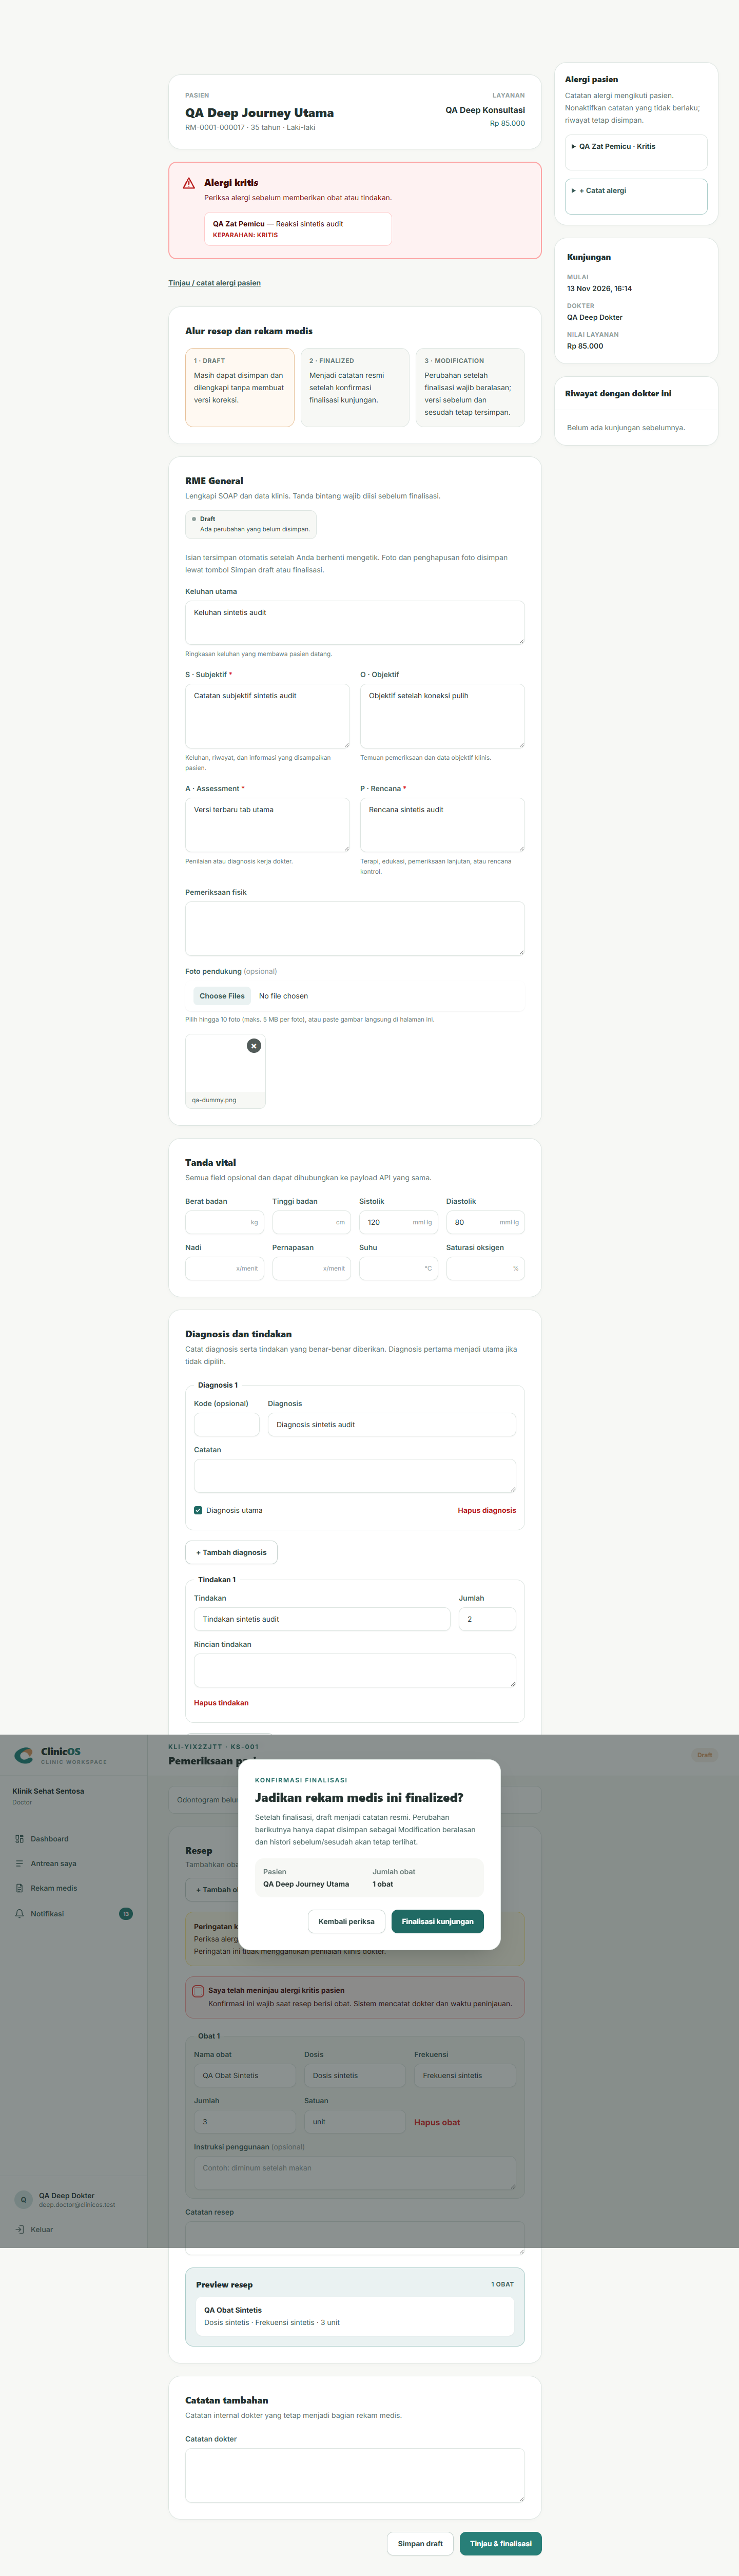 PASIEN
QA Deep Journey Utama
RM-0001-000017 · 35 tahun · Laki-laki
LAYANAN
QA Deep Konsultasi
Rp 85.000
Alergi kritis
Periksa alergi sebelum memberikan obat atau tindakan.
QA Zat Pemicu — Reaksi sintetis audit
KEPARAHAN: KRITIS
Tinjau / catat alergi pasien
Alergi pasien
Catatan alergi mengikuti pasien.
Nonaktifkan catatan yang tidak berlaku;
riwayat tetap disimpan.
▶ QA Zat Pemicu · Kritis
▶ + Catat alergi
Kunjungan
MULAI
13 Nov 2026, 16:14
DOKTER
QA Deep Dokter
NILAI LAYANAN
Rp 85.000
Riwayat dengan dokter ini
Belum ada kunjungan sebelumnya.
Alur resep dan rekam medis
1 · DRAFT
Masih dapat disimpan dan
dilengkapi tanpa membuat
versi koreksi.
2 · FINALIZED
Menjadi catatan resmi
setelah konfirmasi
finalisasi kunjungan.
3 · MODIFICATION
Perubahan setelah
finalisasi wajib beralasan;
versi sebelum dan
sesudah tetap tersimpan.
RME General
Lengkapi SOAP dan data klinis. Tanda bintang wajib diisi sebelum finalisasi.
Draft
Ada perubahan yang belum disimpan.
Isian tersimpan otomatis setelah Anda berhenti mengetik. Foto dan penghapusan foto disimpan
lewat tombol Simpan draft atau finalisasi.
Keluhan utama
Keluhan sintetis audit
Ringkasan keluhan yang membawa pasien datang.
S · Subjektif *
Catatan subjektif sintetis audit
Keluhan, riwayat, dan informasi yang disampaikan
pasien.
O · Objektif
Objektif setelah koneksi pulih
Temuan pemeriksaan dan data objektif klinis.
A · Assessment *
Versi terbaru tab utama
Penilaian atau diagnosis kerja dokter.
P · Rencana *
Rencana sintetis audit
Terapi, edukasi, pemeriksaan lanjutan, atau rencana
kontrol.
Pemeriksaan fisik
Foto pendukung (opsional)
Choose Files No file chosen
Pilih hingga 10 foto (maks. 5 MB per foto), atau paste gambar langsung di halaman ini.
qa-dummy.png
Tanda vital
Semua field opsional dan dapat dihubungkan ke payload API yang sama.
Berat badan
kg
Tinggi badan
cm
Sistolik
120 mmHg
Diastolik
80 mmHg
Nadi
x/menit
Pernapasan
x/menit
Suhu
°C
Saturasi oksigen
%
Diagnosis dan tindakan
Catat diagnosis serta tindakan yang benar-benar diberikan. Diagnosis pertama menjadi utama jika
tidak dipilih.
Diagnosis 1
Kode (opsional)
Diagnosis
Diagnosis sintetis audit
Catatan
Diagnosis utama
Hapus diagnosis
+ Tambah diagnosis
Tindakan 1
Tindakan
Tindakan sintetis audit
Jumlah
2
Rincian tindakan
Hapus tindakan
ClinicOS
CLINIC WORKSPACE
Klinik Sehat Sentosa
Doctor
Dashboard
Antrean saya
Rekam medis
Notifikasi 13
QA Deep Dokter
deep.doctor@clinicos.test
Keluar
KLI-YIX2ZJTT · KS-001
Pemeriksaan
Draft
KONFIRMASI FINALISASI
Jadikan rekam medis ini finalized?
Setelah finalisasi, draft menjadi catatan resmi. Perubahan
berikutnya hanya dapat disimpan sebagai Modification beralasan
dan histori sebelum/sesudah akan tetap terlihat.
Pasien
QA Deep Journey Utama
Jumlah obat
1 obat
Kembali periksa
Finalisasi kunjungan
Odontogram
Resep
Tambahkan
+ Tambah
Peringatan
Periksa
Peringatan ini tidak menggantikan penilaian klinis dokter.
Saya telah meninjau alergi kritis pasien
Konfirmasi ini wajib saat resep berisi obat. Sistem mencatat dokter dan waktu peninjauan.
Obat 1
Nama obat
QA Obat Sintetis
Dosis
Dosis sintetis
Frekuensi
Frekuensi sintetis
Jumlah
3
Satuan
unit
Hapus obat
Instruksi penggunaan (opsional)
Contoh: diminum setelah makan
Catatan resep
Preview resep
1 OBAT
QA Obat Sintetis
Dosis sintetis · Frekuensi sintetis · 3 unit
Catatan tambahan
Catatan internal dokter yang tetap menjadi bagian rekam medis.
Catatan dokter
Simpan draft
Tinjau & finalisasi